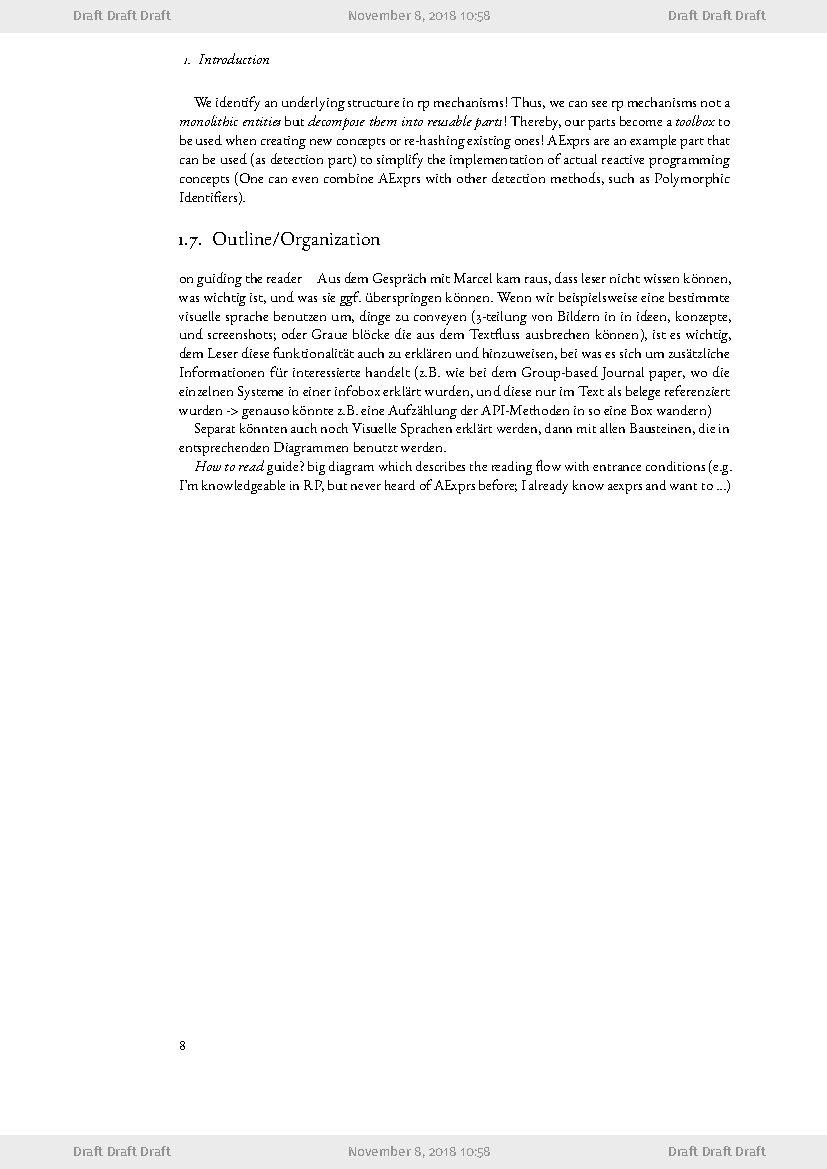 Draft Draft Draft November 8, 2018 10:58 Draft Draft Draft
1. Introduction
We identify an underlying structure in rp mechanisms! Thus, we can see rp mechanisms not a
monolithic entities but decompose them into reusable parts! Thereby, our parts become a toolbox to
be used when creating new concepts or re-hashing existing ones! AExprs are an example part that
can be used (as detection part) to simplify the implementation of actual reactive programming
concepts (One can even combine AExprs with other detection methods, such as Polymorphic
Identifiers).
1.7. Outline/Organization
on guiding the reader Aus dem Gespräch mit Marcel kam raus, dass leser nicht wissen können,
was wichtig ist, und was sie ggf. überspringen können. Wenn wir beispielsweise eine bestimmte
visuelle sprache benutzen um, dinge zu conveyen (3-teilung von Bildern in in ideen, konzepte,
und screenshots; oder Graue blöcke die aus dem Textfluss ausbrechen können), ist es wichtig,
dem Leser diese funktionalität auch zu erklären und hinzuweisen, bei was es sich um zusätzliche
Informationen für interessierte handelt (z.B. wie bei dem Group-based Journal paper, wo die
einzelnen Systeme in einer infobox erklärt wurden, und diese nur im Text als belege referenziert
wurden -> genauso könnte z.B. eine Aufzählung der API-Methoden in so eine Box wandern)
Separat könnten auch noch Visuelle Sprachen erklärt werden, dann mit allen Bausteinen, die in
entsprechenden Diagrammen benutzt werden.
How to read guide? big diagram which describes the reading flow with entrance conditions (e.g.
I'm knowledgeable in RP, but never heard of AExprs before; I already know aexprs and want to ...)
8
Draft Draft Draft November 8, 2018 10:58 Draft Draft Draft